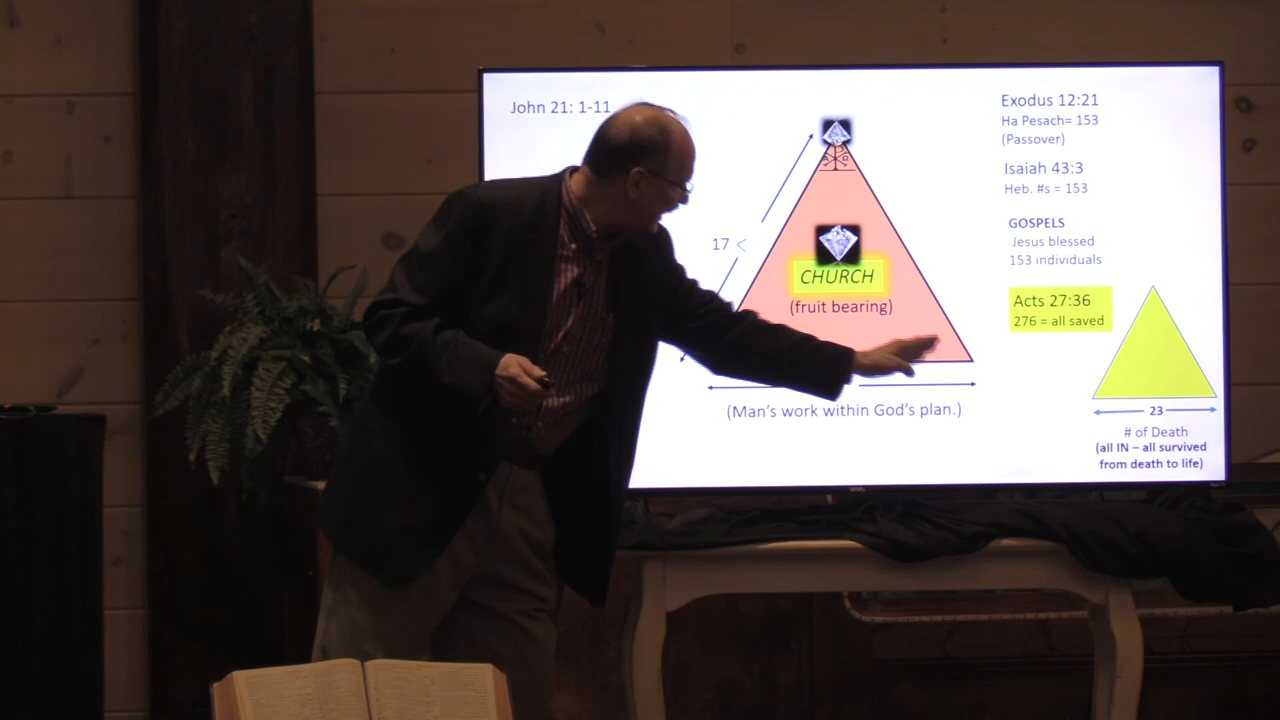 John 21: 1-11
17 <
CHURCH
(fruit bearing)
(Man's work within God's plan.)
Exodus 12:21
Ha Pesach= 153
(Passover)
Isaiah 43:3
Heb. #s = 153
GOSPELS
Jesus blessed
153 individuals
Acts 27:36
276 = all saved
23
# of Death
(all IN – all survived
from death to life)